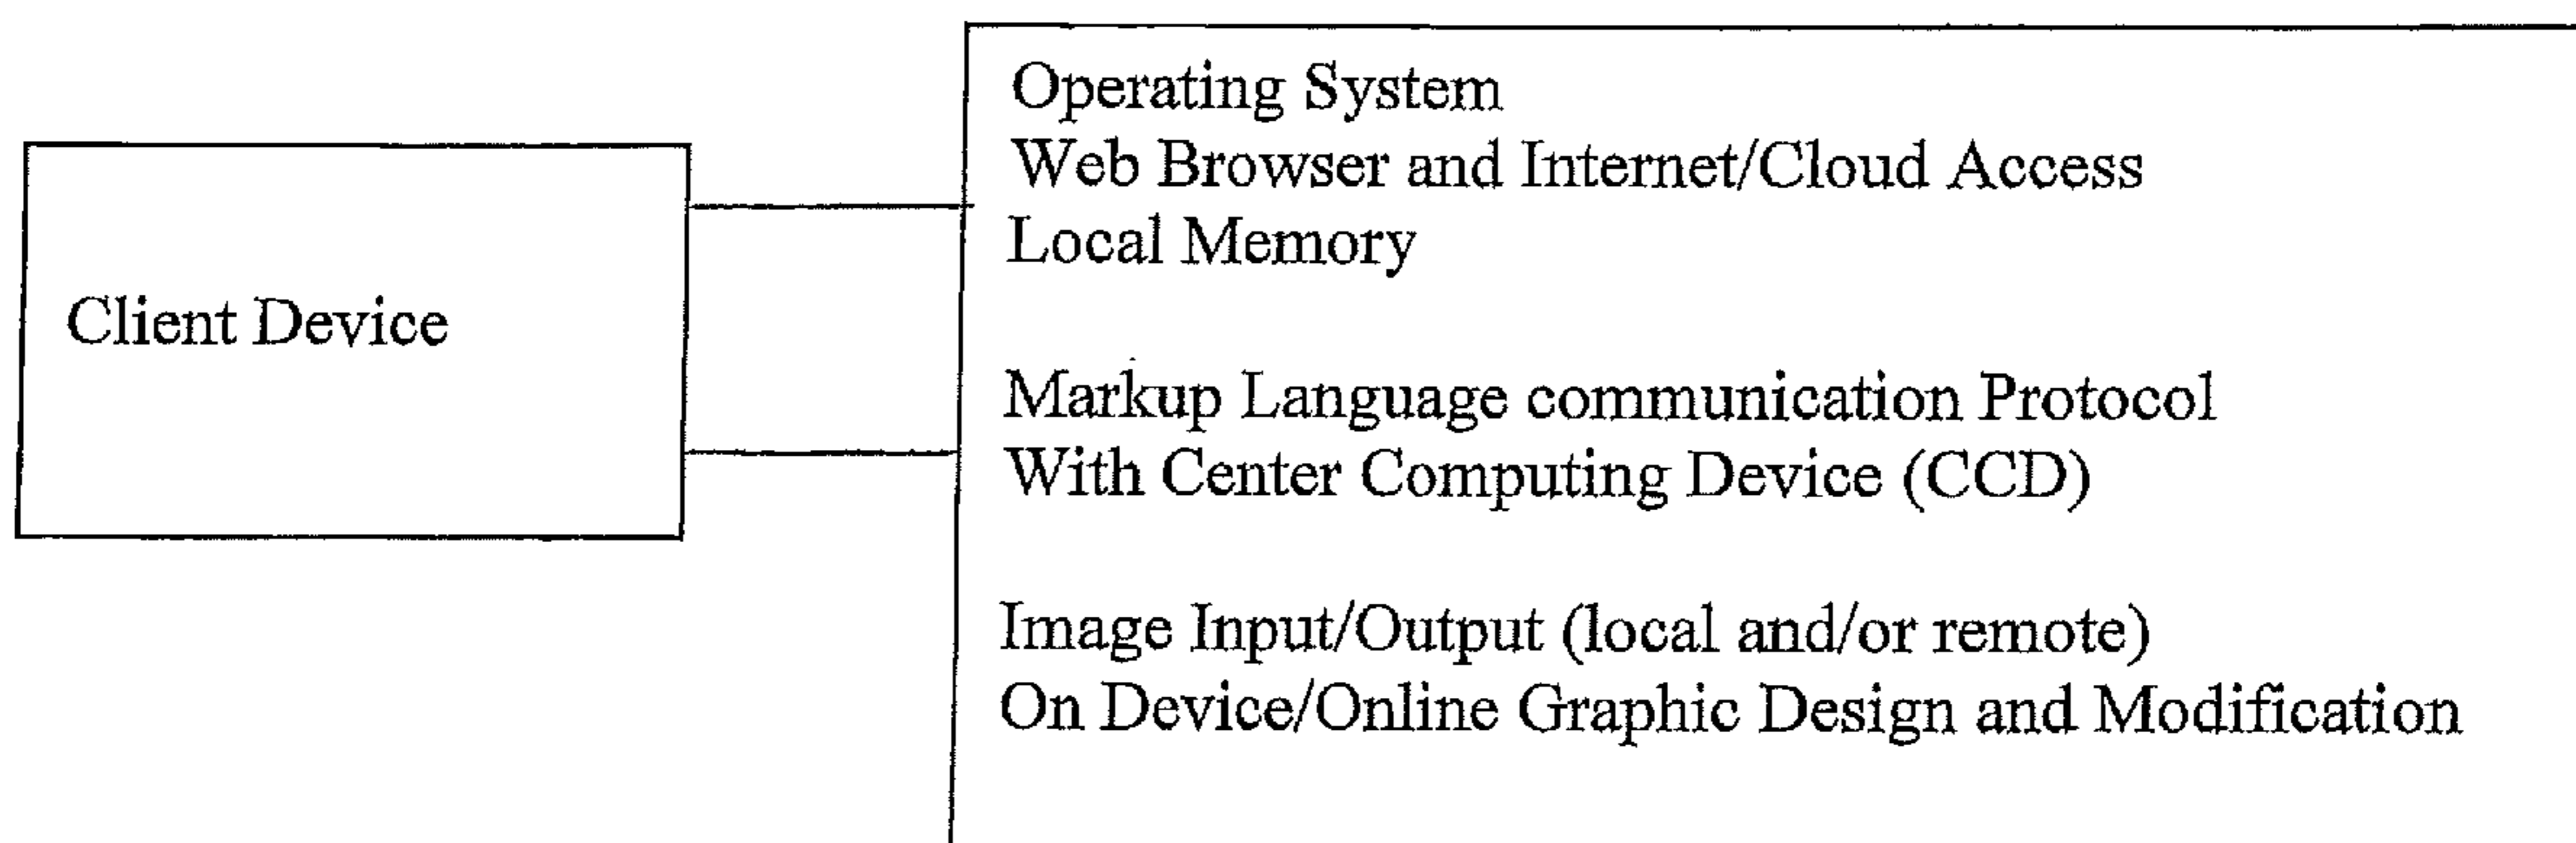 Client Device
Operating System
Web Browser and Internet/Cloud Access
Local Memory
Markup Language communication Protocol
With Center Computing Device (CCD)
Image Input/Output (local and/or remote)
On Device/Online Graphic Design and Modification